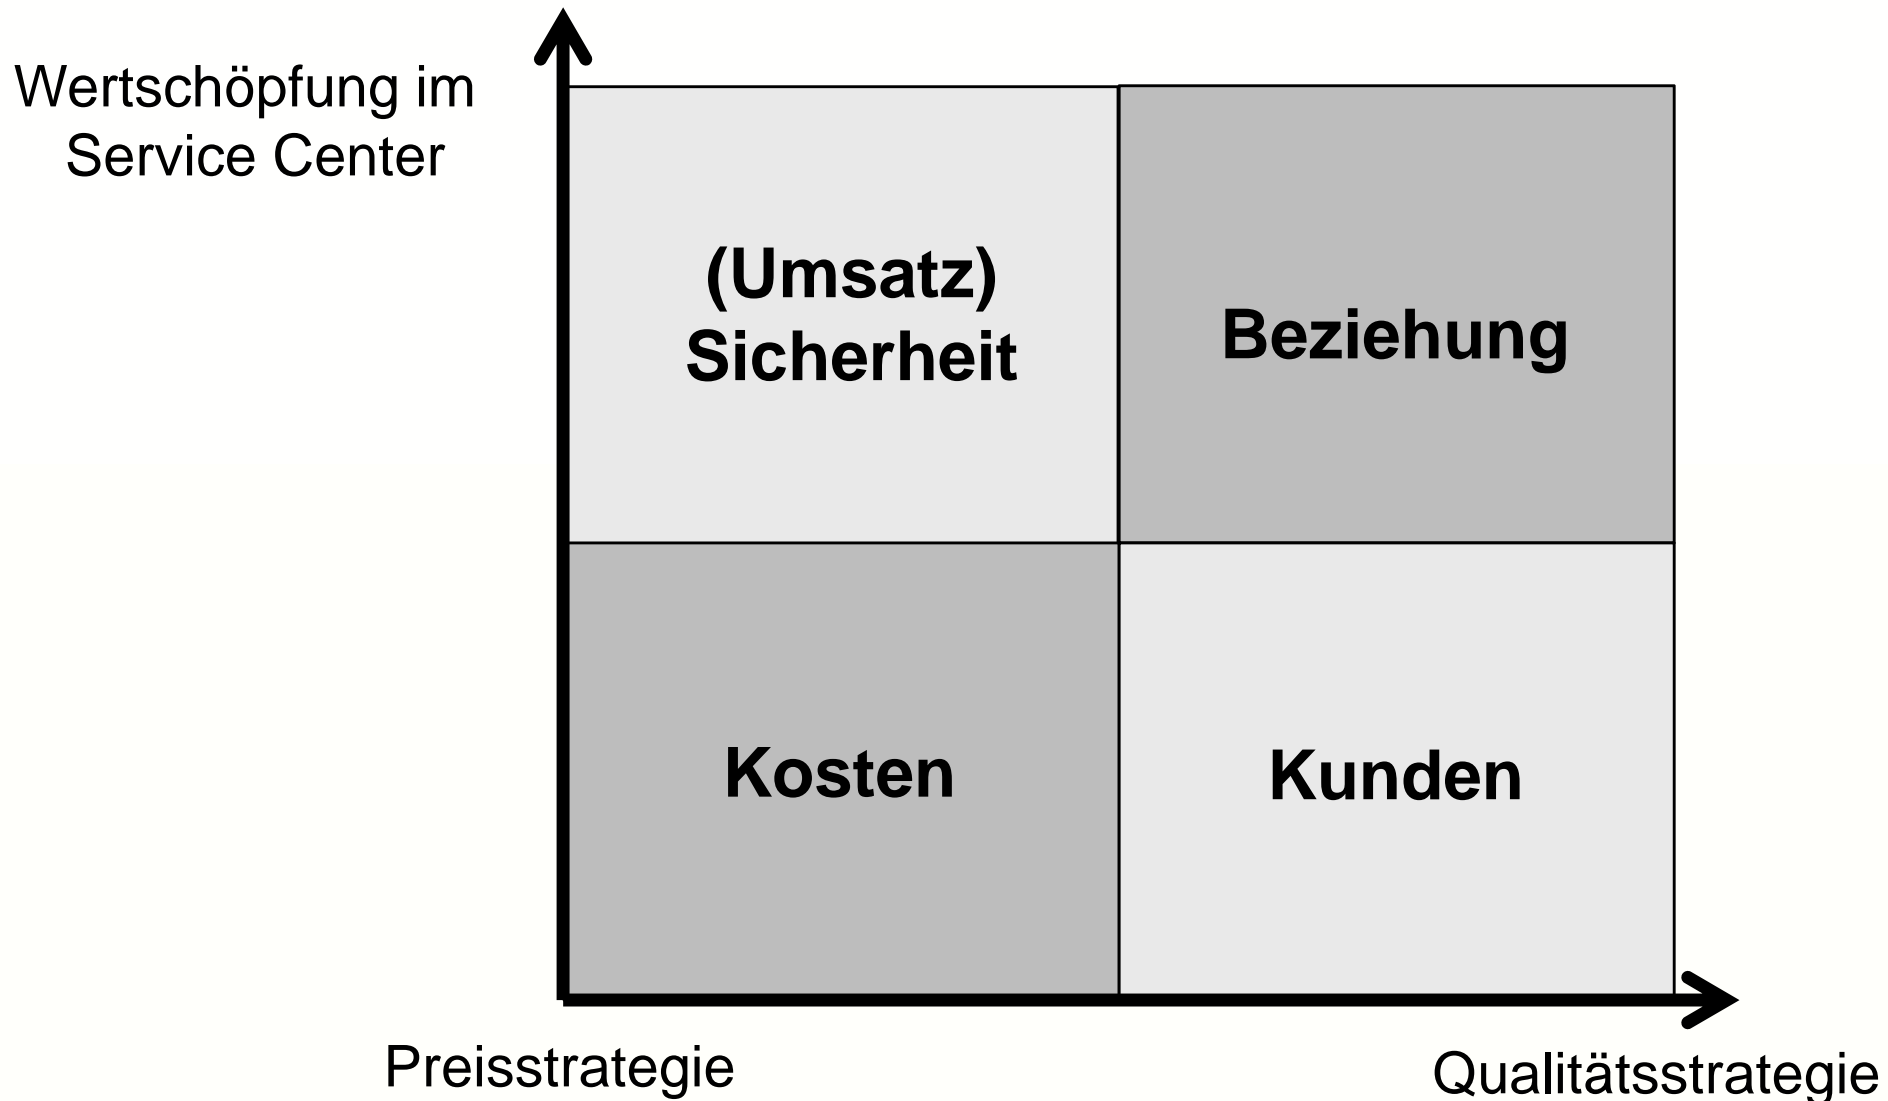 Wertschöpfung im
Service Center
(Umsatz)
Sicherheit
Beziehung
Kosten
Kunden
Preisstrategie
Qualitätsstrategie